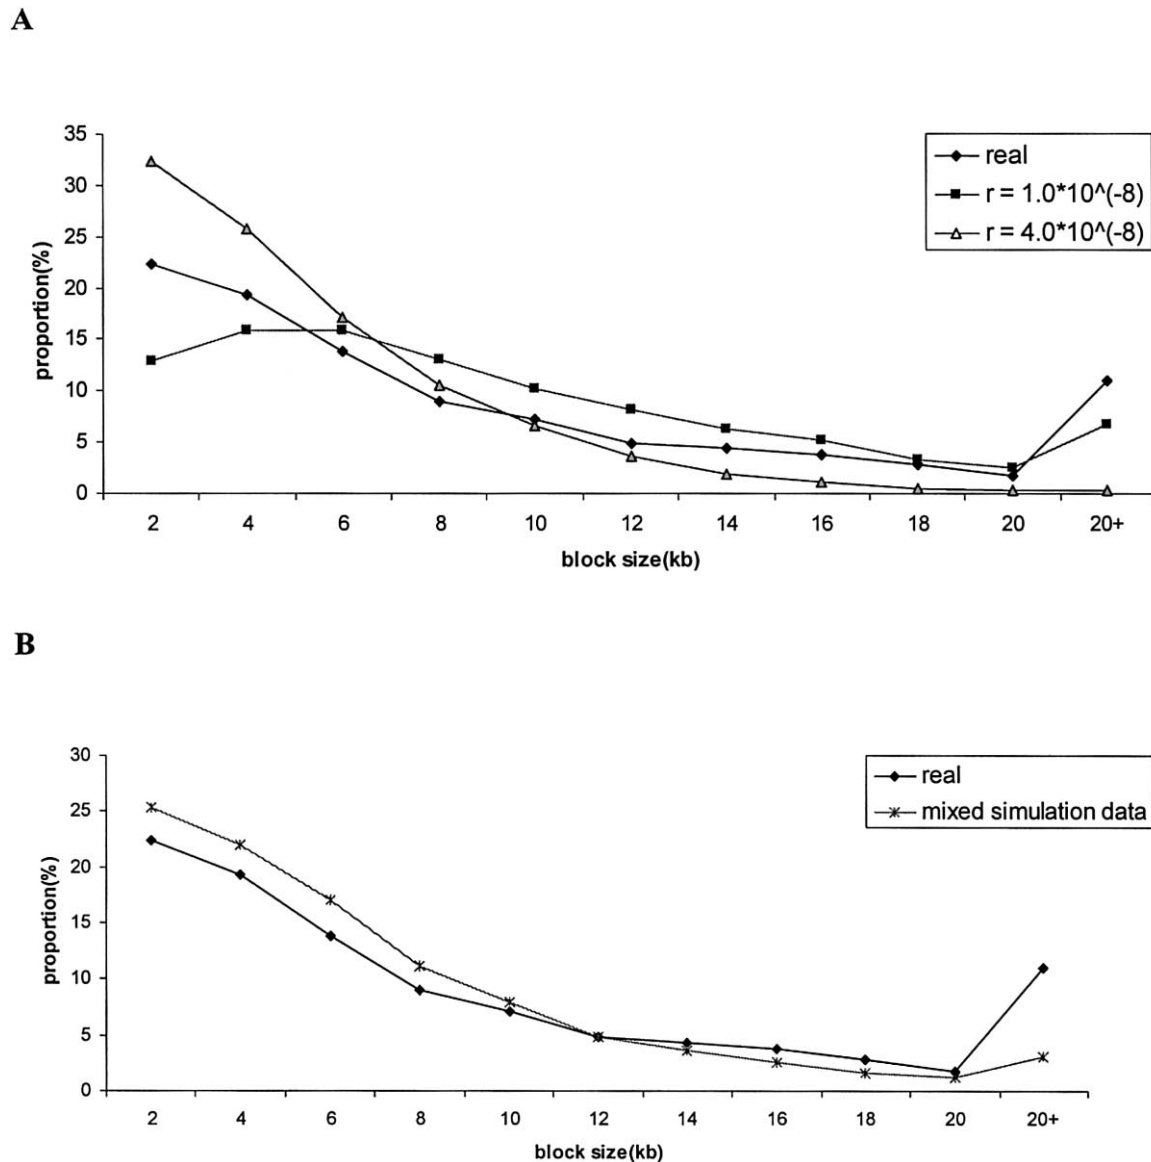 A
real
r = 1.0*10^(-8)
r = 4.0*10^(-8)
proportion(%)
35
30
25
20
15
10
5
0
2 4 6 8 10 12 14 16 18 20 20+
block size(kb)
B
real
mixed simulation data
proportion(%)
30
25
20
15
10
5
0
2 4 6 8 10 12 14 16 18 20 20+
block size(kb)